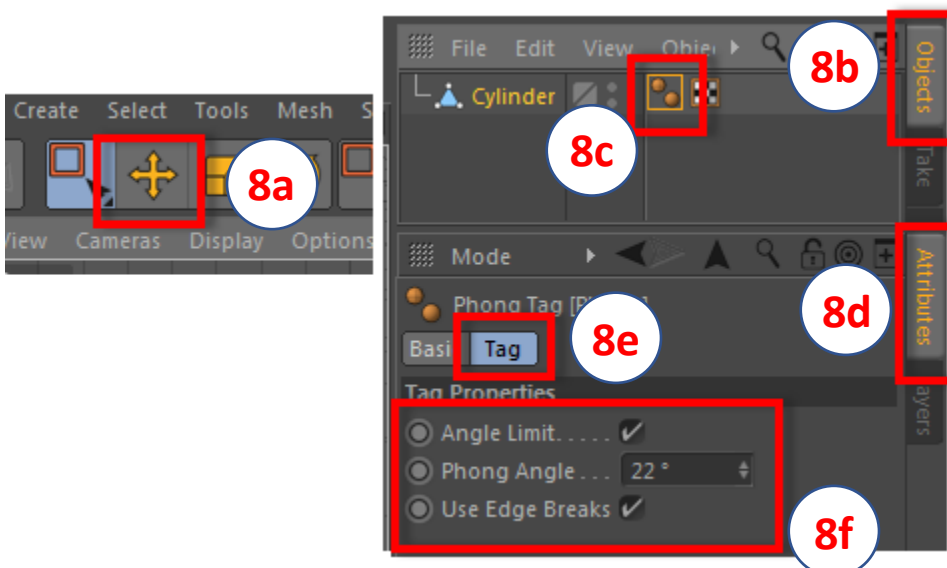 File Edit View
8b
Objects
Cylinder
Create Select Tools Mesh S
8c
Take
8a
View Cameras Display Options
Mode
Attributes
Phong Tag
8d
8e
Tag
Tag Properties
Angle Limit.....
Phong Angle... 22 °
Use Edge Breaks
8f